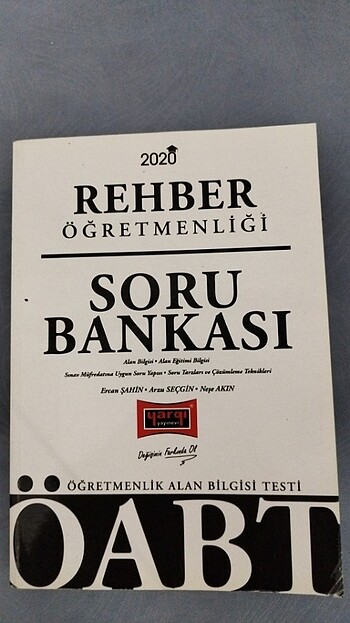 2020
REHBER
ÖĞRETMENLİĞİ
SORU
BANKASI
Alan Bilgisi • Alan Eğitimi Bilgisi
Sınav Müfredatına Uygun Soru Yapısı • Soru Tarzları ve Çözümleme Teknikleri
Ercan ŞAHİN • Arzu SEÇGİN • Neşe AKIN
yargı
yayınevi
Değişimin Farkında Ol
ÖĞRETMENLİK ALAN BİLGİSİ TESTİ
ÖABT